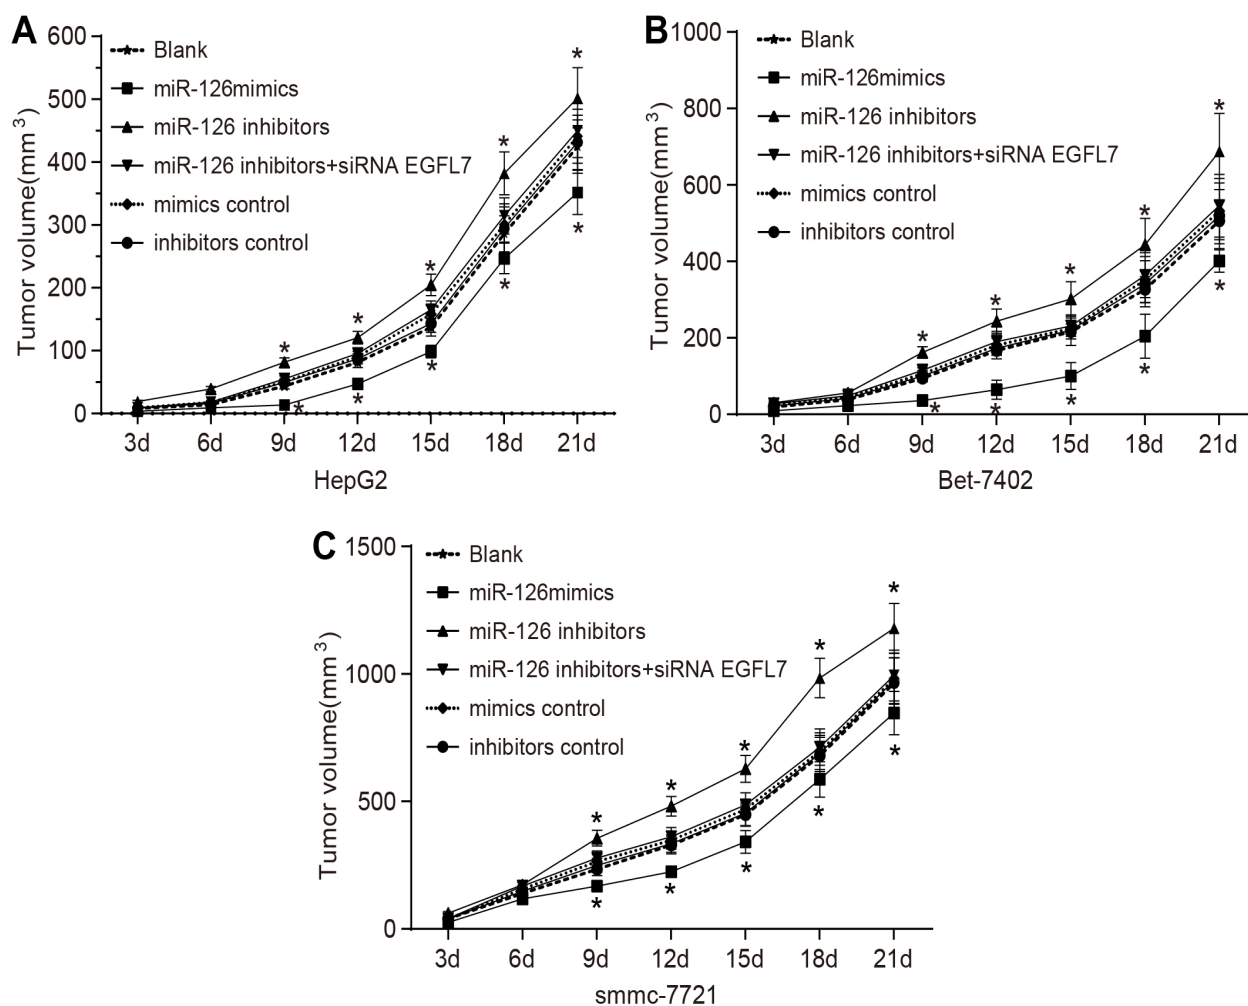 A
Tumor volume(mm³)
600
500
400
300
200
100
0
Blank
miR-126mimics
miR-126 inhibitors
miR-126 inhibitors+siRNA EGFL7
mimics control
inhibitors control
* * * * *
* * * * *
3d 6d 9d 12d 15d 18d 21d
HepG2
B
Tumor volume(mm³)
1000
800
600
400
200
0
Blank
miR-126mimics
miR-126 inhibitors
miR-126 inhibitors+siRNA EGFL7
mimics control
inhibitors control
* * * * *
* * * * *
3d 6d 9d 12d 15d 18d 21d
Bet-7402
C
Tumor volume(mm³)
1500
1000
500
0
Blank
miR-126mimics
miR-126 inhibitors
miR-126 inhibitors+siRNA EGFL7
mimics control
inhibitors control
* * * * *
* * * * *
3d 6d 9d 12d 15d 18d 21d
smmc-7721